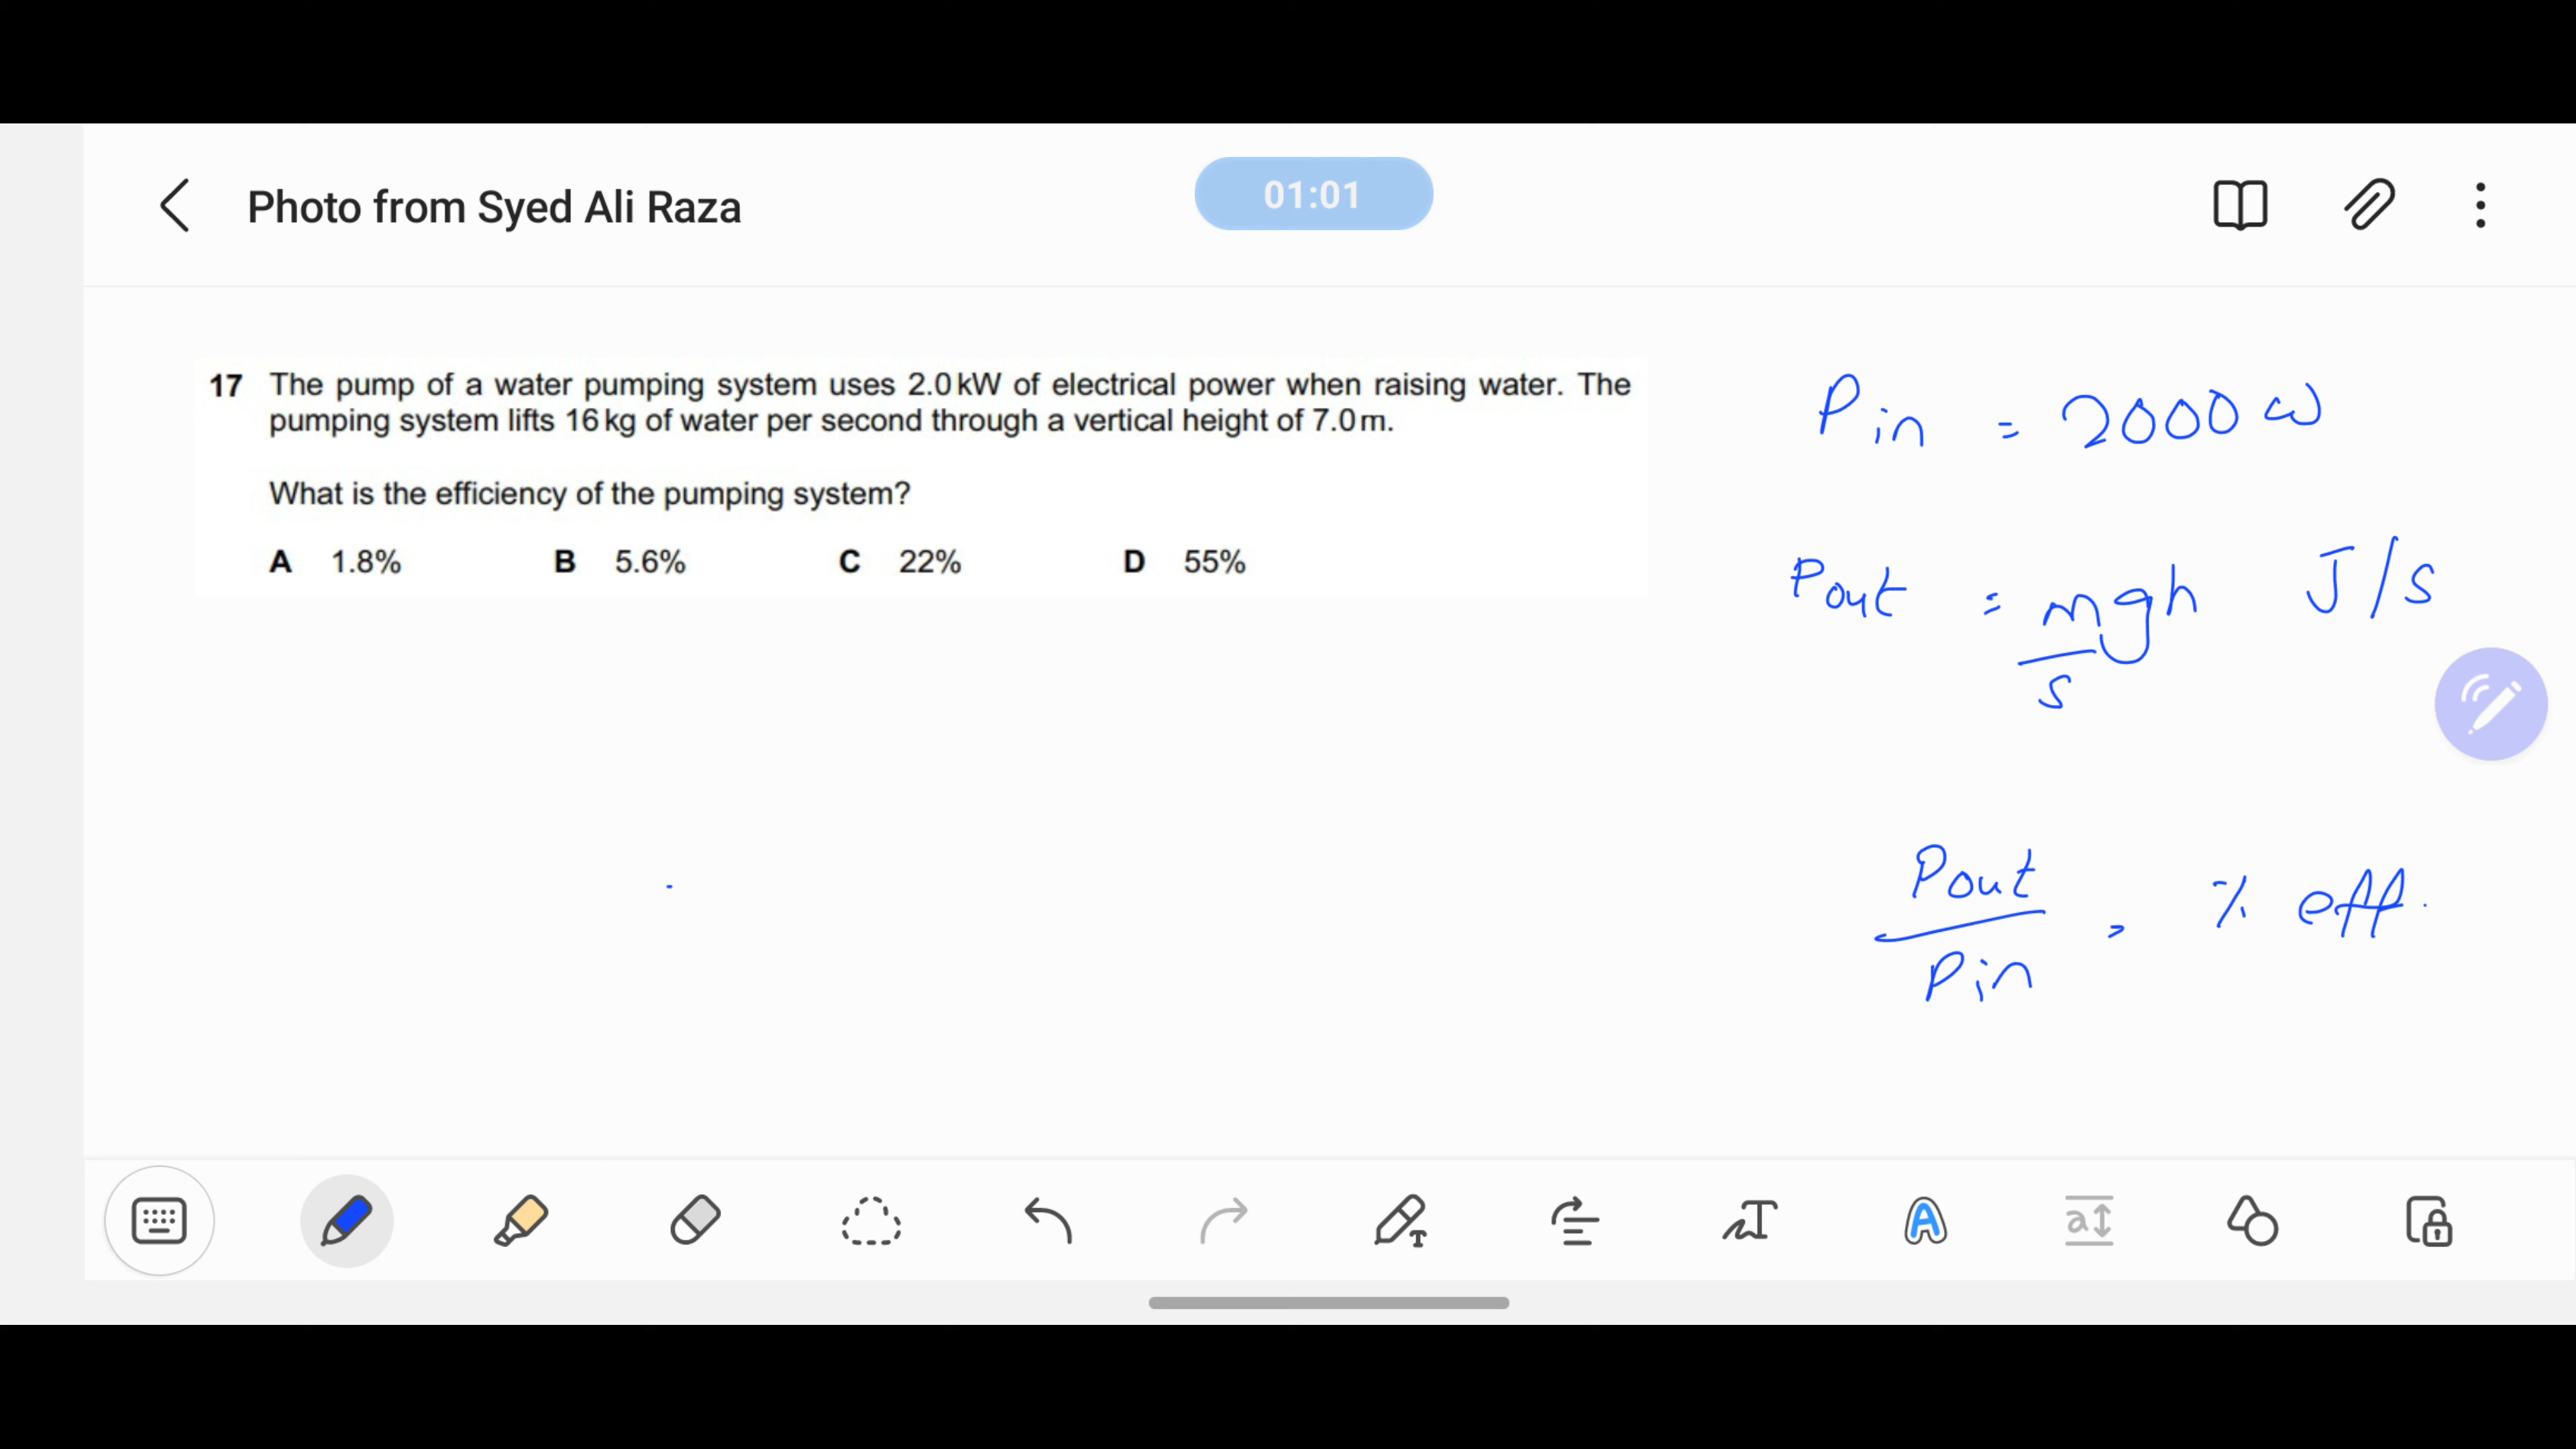 Photo from Syed Ali Raza
01:01
17 The pump of a water pumping system uses 2.0 kW of electrical power when raising water. The
pumping system lifts 16 kg of water per second through a vertical height of 7.0 m.
What is the efficiency of the pumping system?
A 1.8% B 5.6% C 22% D 55%
Pin = 2000 W
Pout = mgh J/s
s
Pout
= % eff.
Pin